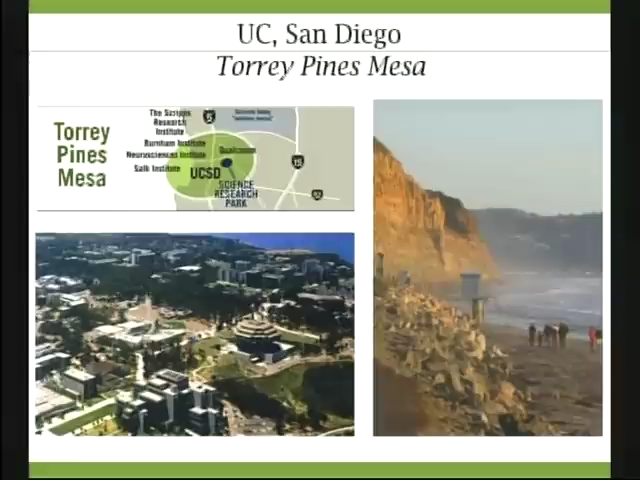 UC, San Diego
Torrey Pines Mesa
Torrey
Pines
Mesa
The Scripps
Research
Institute
Burnham Institute
Neurosciences Institute
Salk Institute
Qualcomm
UCSD
SCIENCE
RESEARCH
PARK
5
15